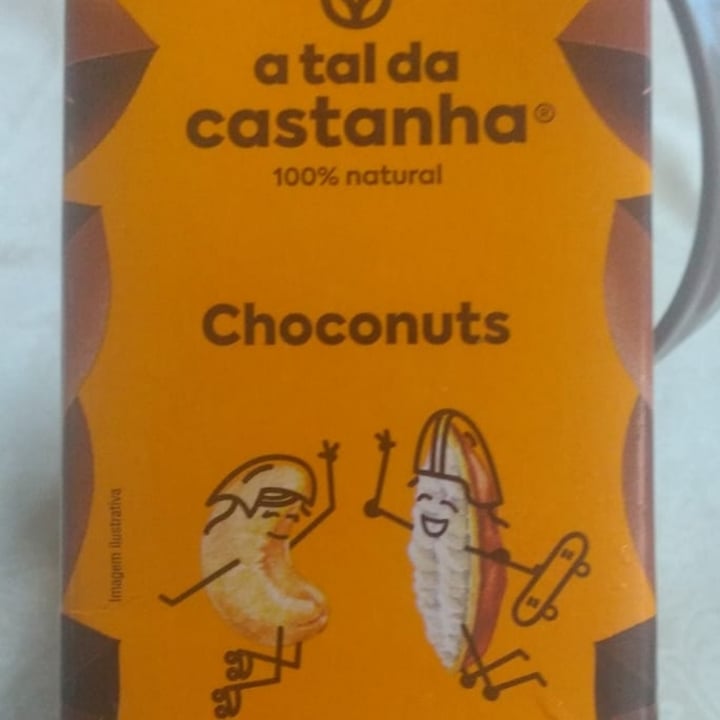 a tal da
castanha®
100% natural
Choconuts
Imagem ilustrativa